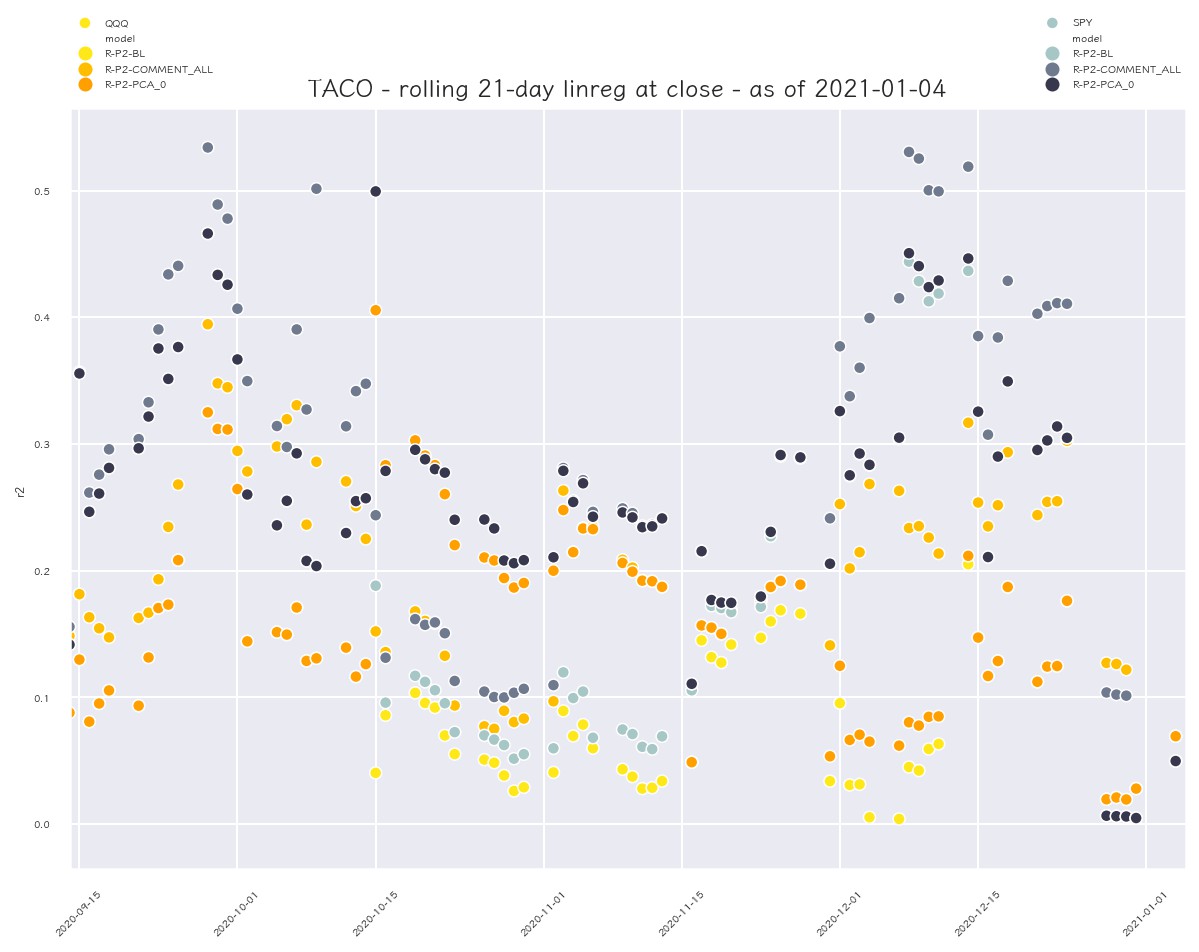 QQQ
model
R-P2-BL
R-P2-COMMENT_ALL
R-P2-PCA_0
SPY
model
R-P2-BL
R-P2-COMMENT_ALL
R-P2-PCA_0
TACO - rolling 21-day linreg at close - as of 2021-01-04
r2
0.5
0.4
0.3
0.2
0.1
0.0
2020-09-15
2020-10-01
2020-10-15
2020-11-01
2020-11-15
2020-12-01
2020-12-15
2021-01-01